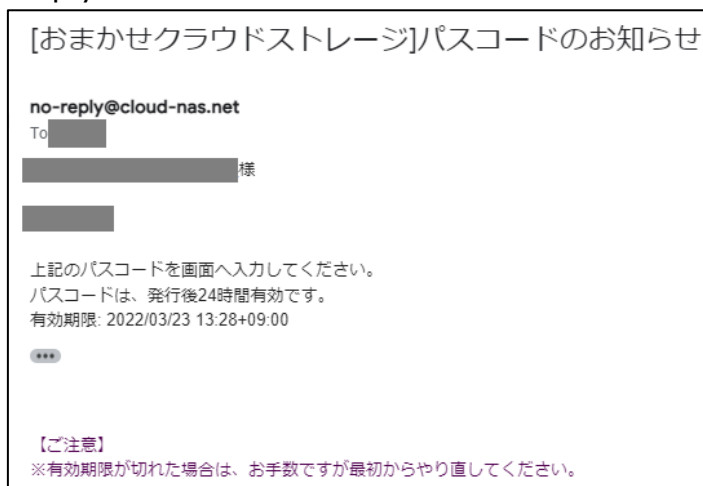 [おまかせクラウドストレージ]パスコードのお知らせ
no-reply@cloud-nas.net
To
様
上記のパスコードを画面へ入力してください。
パスコードは、発行後24時間有効です。
有効期限: 2022/03/23 13:28+09:00
【ご注意】
※有効期限が切れた場合は、お手数ですが最初からやり直してください。